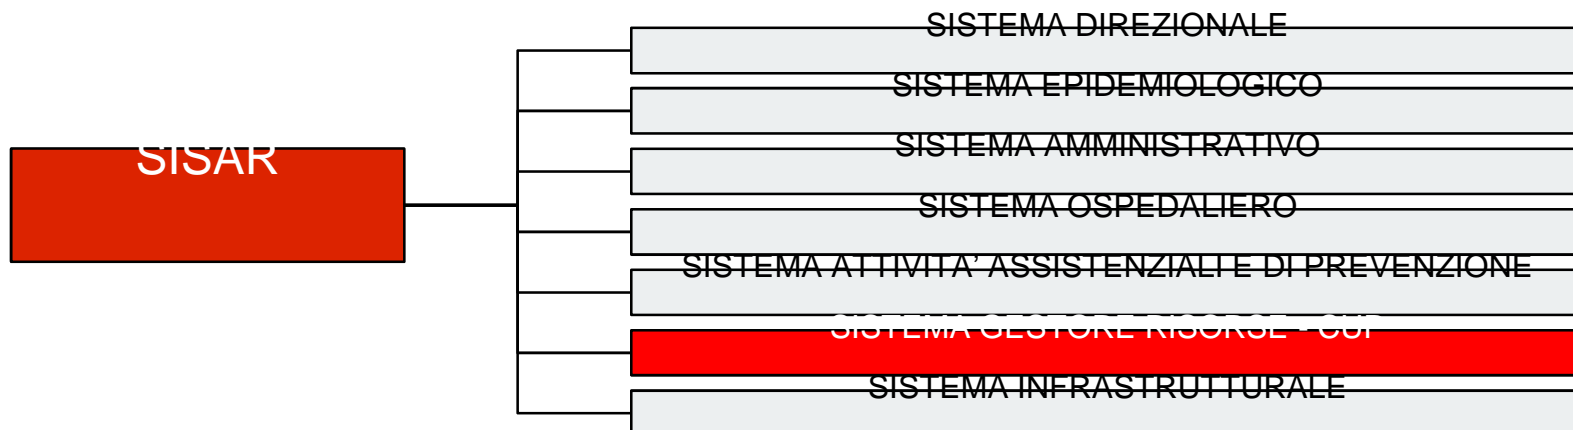 SISTEMA DIREZIONALE
SISTEMA EPIDEMIOLOGICO
SISTEMA AMMINISTRATIVO
SISAR
SISTEMA OSPEDALIERO
SISTEMA ATTIVITA’ ASSISTENZIALI E DI PREVENZIONE
SISTEMA GESTORE RISORSE - CUP
SISTEMA INFRASTRUTTURALE